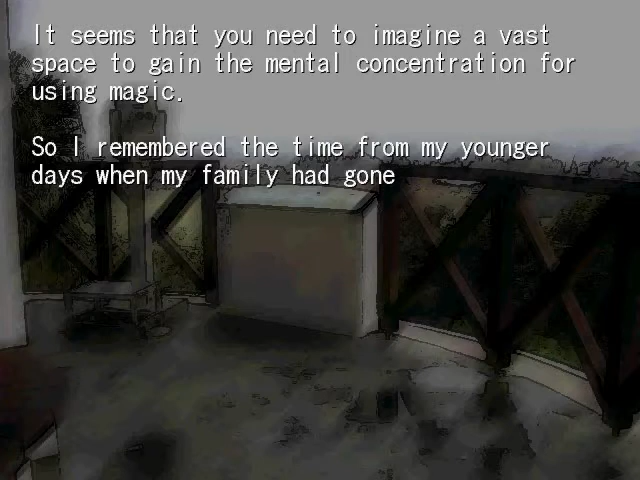 It seems that you need to imagine a vast
space to gain the mental concentration for
using magic.
So I remembered the time from my younger
days when my family had gone